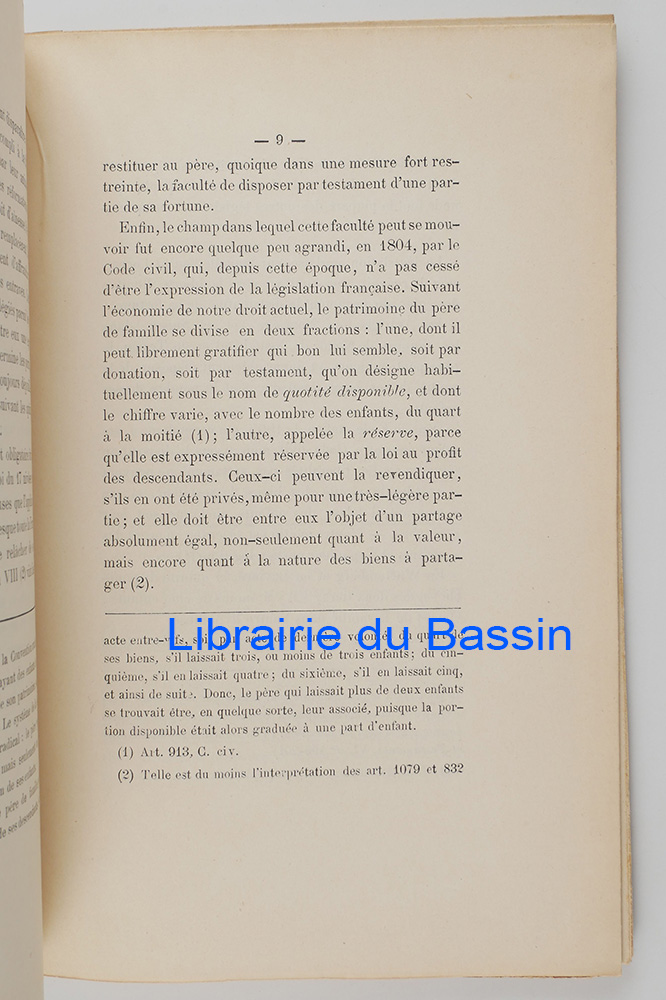 — 9 —
restituer au père, quoique dans une mesure fort res-
treinte, la faculté de disposer par testament d'une par-
tie de sa fortune.
Enfin, le champ dans lequel cette faculté peut se mou-
voir fut encore quelque peu agrandi, en 1804, par le
Code civil, qui, depuis cette époque, n'a pas cessé
d'être l'expression de la législation française. Suivant
l'économie de notre droit actuel, le patrimoine du père
de famille se divise en deux fractions : l'une, dont il
peut librement gratifier qui bon lui semble, soit par
donation, soit par testament, qu'on désigne habi-
tuellement sous le nom de quotité disponible, et dont
le chiffre varie, avec le nombre des enfants, du quart
à la moitié (1) ; l'autre, appelée la réserve, parce
qu'elle est expressément réservée par la loi au profit
des descendants. Ceux-ci peuvent la revendiquer,
s'ils en ont été privés, même pour une très-légère par-
tie ; et elle doit être entre eux l'objet d'un partage
absolument égal, non-seulement quant à la valeur,
mais encore quant á la nature des biens à parta-
ger (2).
Librairie du Bassin
acte entre-vifs, soit par acte de dernière volonté, du quart de
ses biens, s'il laissait trois, ou moins de trois enfants ; du cin-
quième, s'il en laissait quatre ; du sixième, s'il en laissait cinq,
et ainsi de suite. Donc, le père qui laissait plus de deux enfants
se trouvait être, en quelque sorte, leur associé, puisque la por-
tion disponible était alors graduée à une part d'enfant.
(1) Art. 913, C. civ.
(2) Telle est du moins l'interprétation des art. 1079 et 832